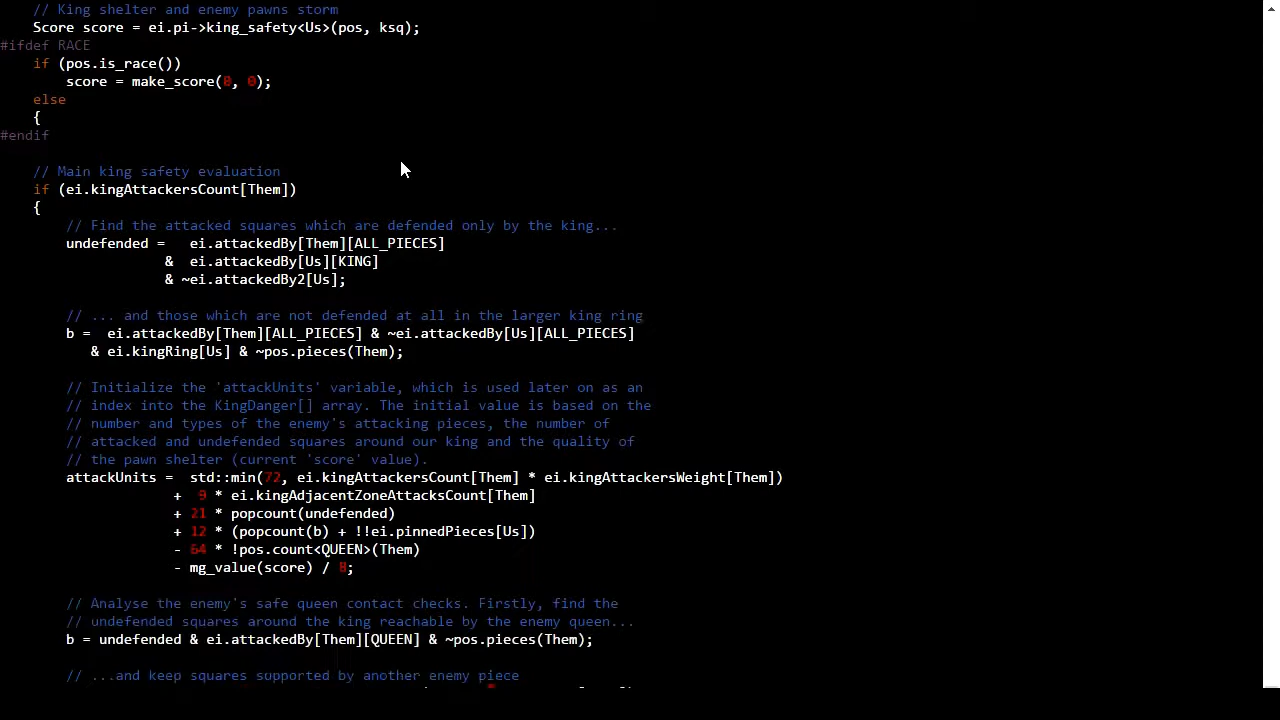 // King shelter and enemy pawns storm
Score score = ei.pi->king_safety<Us>(pos, ksq);
#ifdef RACE
if (pos.is_race())
score = make_score(0, 0);
else
{
#endif
// Main king safety evaluation
if (ei.kingAttackersCount[Them])
{
// Find the attacked squares which are defended only by the king...
undefended =   ei.attackedBy[Them][ALL_PIECES]
&  ei.attackedBy[Us][KING]
& ~ei.attackedBy2[Us];
// ... and those which are not defended at all in the larger king ring
b =  ei.attackedBy[Them][ALL_PIECES] & ~ei.attackedBy[Us][ALL_PIECES]
& ei.kingRing[Us] & ~pos.pieces(Them);
// Initialize the 'attackUnits' variable, which is used later on as an
// index into the KingDanger[] array. The initial value is based on the
// number and types of the enemy's attacking pieces, the number of
// attacked and undefended squares around our king and the quality of
// the pawn shelter (current 'score' value).
attackUnits =  std::min(72, ei.kingAttackersCount[Them] * ei.kingAttackersWeight[Them])
+  9 * ei.kingAdjacentZoneAttacksCount[Them]
+ 21 * popcount(undefended)
+ 12 * (popcount(b) + !!ei.pinnedPieces[Us])
- 64 * !pos.count<QUEEN>(Them)
- mg_value(score) / 8;
// Analyse the enemy's safe queen contact checks. Firstly, find the
// undefended squares around the king reachable by the enemy queen...
b = undefended & ei.attackedBy[Them][QUEEN] & ~pos.pieces(Them);
// ...and keep squares supported by another enemy piece